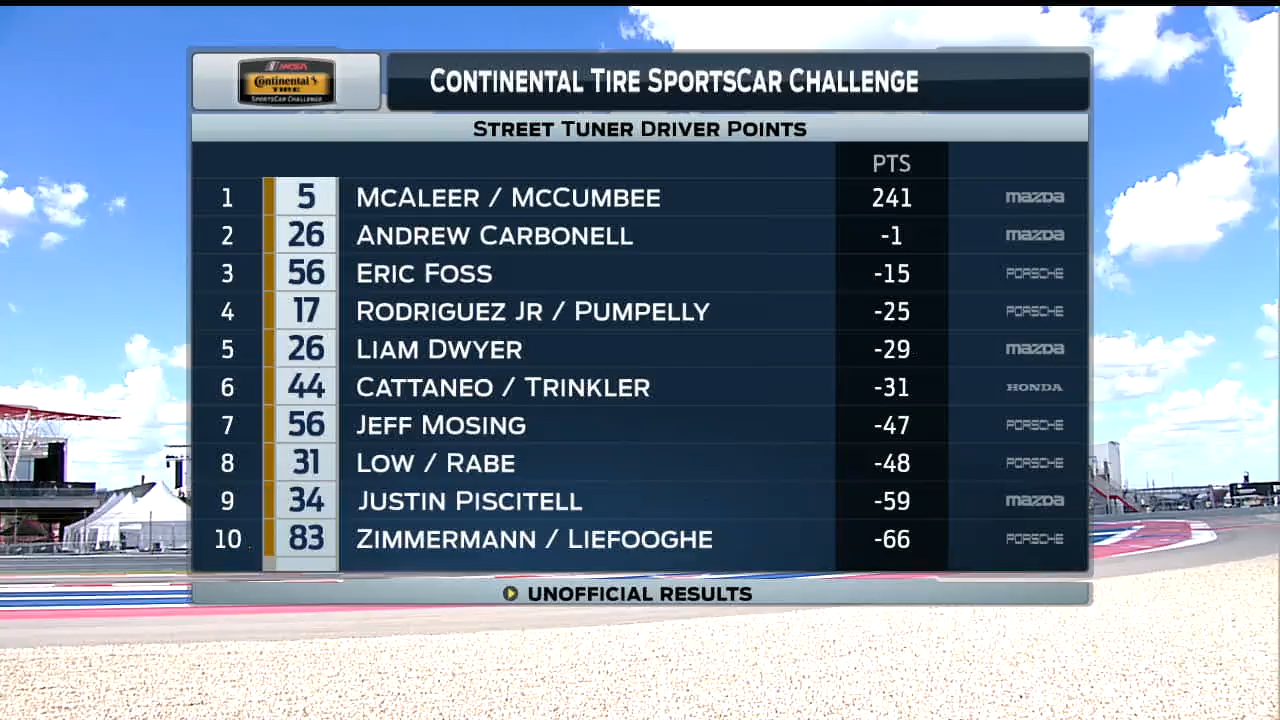 IMSA
Continental
TIRE
SPORTSCAR CHALLENGE
CONTINENTAL TIRE SPORTSCAR CHALLENGE
STREET TUNER DRIVER POINTS
PTS
1 5 MCALEER / MCCUMBEE 241 mazda
2 26 ANDREW CARBONELL -1 mazda
3 56 ERIC FOSS -15 PORSCHE
4 17 RODRIGUEZ JR / PUMPELLY -25 PORSCHE
5 26 LIAM DWYER -29 mazda
6 44 CATTANEO / TRINKLER -31 HONDA
7 56 JEFF MOSING -47 PORSCHE
8 31 LOW / RABE -48 PORSCHE
9 34 JUSTIN PISCITELL -59 mazda
10 83 ZIMMERMANN / LIEFOOGHE -66 PORSCHE
UNOFFICIAL RESULTS